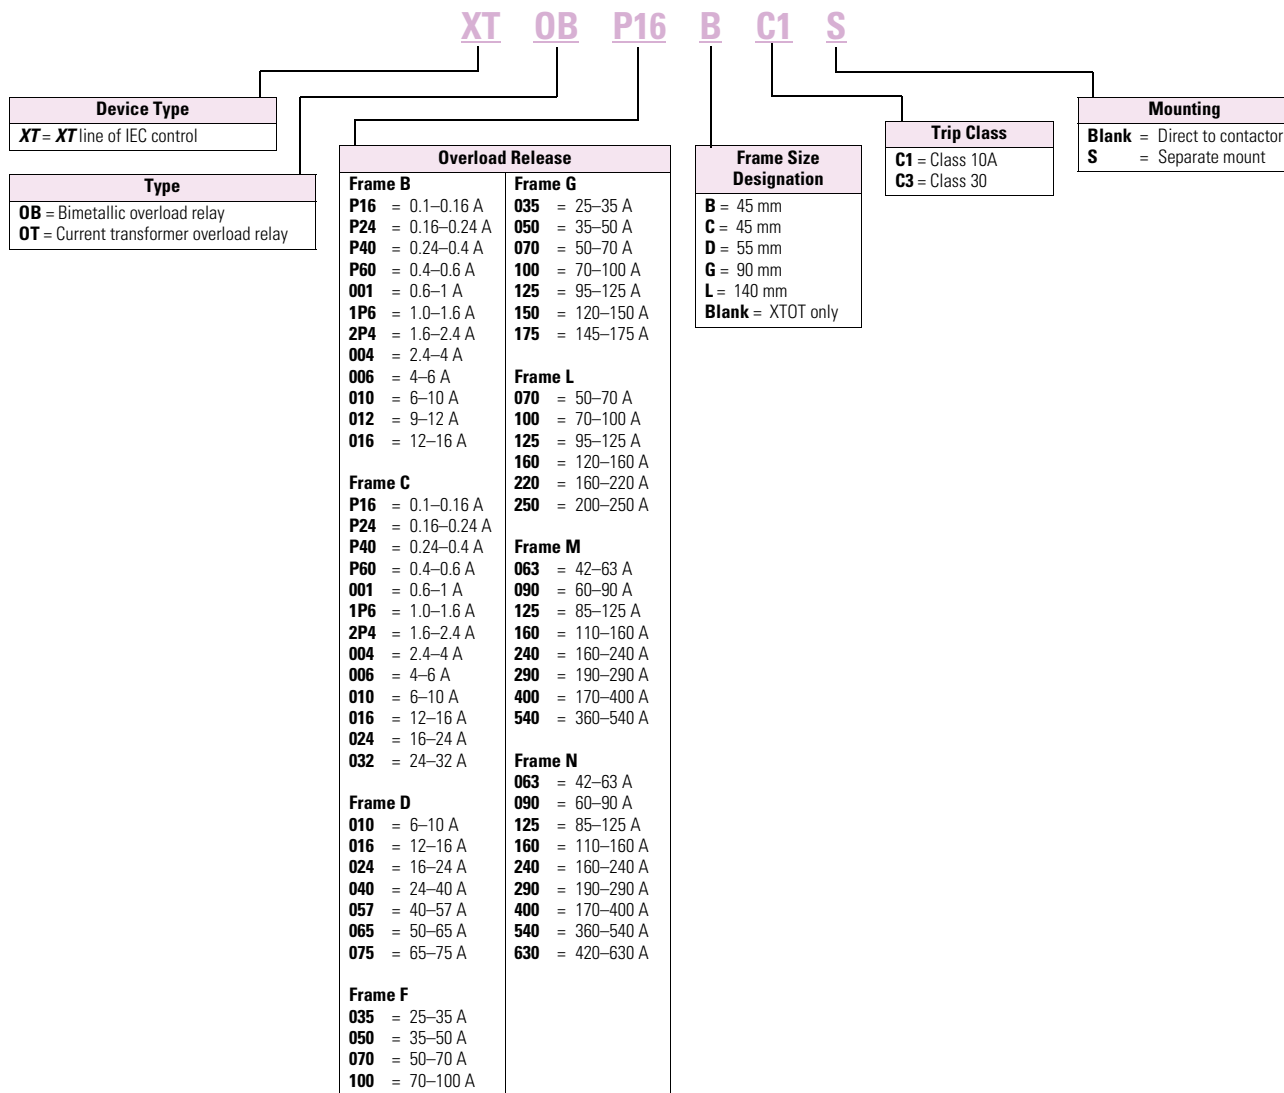 XT OB P16 B C1 S
Device Type
XT = XT line of IEC control
Type
OB = Bimetallic overload relay
OT = Current transformer overload relay
Overload Release
Frame B
P16 = 0.1–0.16 A
P24 = 0.16–0.24 A
P40 = 0.24–0.4 A
P60 = 0.4–0.6 A
001 = 0.6–1 A
1P6 = 1.0–1.6 A
2P4 = 1.6–2.4 A
004 = 2.4–4 A
006 = 4–6 A
010 = 6–10 A
012 = 9–12 A
016 = 12–16 A
Frame C
P16 = 0.1–0.16 A
P24 = 0.16–0.24 A
P40 = 0.24–0.4 A
P60 = 0.4–0.6 A
001 = 0.6–1 A
1P6 = 1.0–1.6 A
2P4 = 1.6–2.4 A
004 = 2.4–4 A
006 = 4–6 A
010 = 6–10 A
016 = 12–16 A
024 = 16–24 A
032 = 24–32 A
Frame D
010 = 6–10 A
016 = 12–16 A
024 = 16–24 A
040 = 24–40 A
057 = 40–57 A
065 = 50–65 A
075 = 65–75 A
Frame F
035 = 25–35 A
050 = 35–50 A
070 = 50–70 A
100 = 70–100 A
Frame G
035 = 25–35 A
050 = 35–50 A
070 = 50–70 A
100 = 70–100 A
125 = 95–125 A
150 = 120–150 A
175 = 145–175 A
Frame L
070 = 50–70 A
100 = 70–100 A
125 = 95–125 A
160 = 120–160 A
220 = 160–220 A
250 = 200–250 A
Frame M
063 = 42–63 A
090 = 60–90 A
125 = 85–125 A
160 = 110–160 A
240 = 160–240 A
290 = 190–290 A
400 = 170–400 A
540 = 360–540 A
Frame N
063 = 42–63 A
090 = 60–90 A
125 = 85–125 A
160 = 110–160 A
240 = 160–240 A
290 = 190–290 A
400 = 170–400 A
540 = 360–540 A
630 = 420–630 A
Frame Size
Designation
B = 45 mm
C = 45 mm
D = 55 mm
G = 90 mm
L = 140 mm
Blank = XTOT only
Trip Class
C1 = Class 10A
C3 = Class 30
Mounting
Blank = Direct to contactor
S = Separate mount